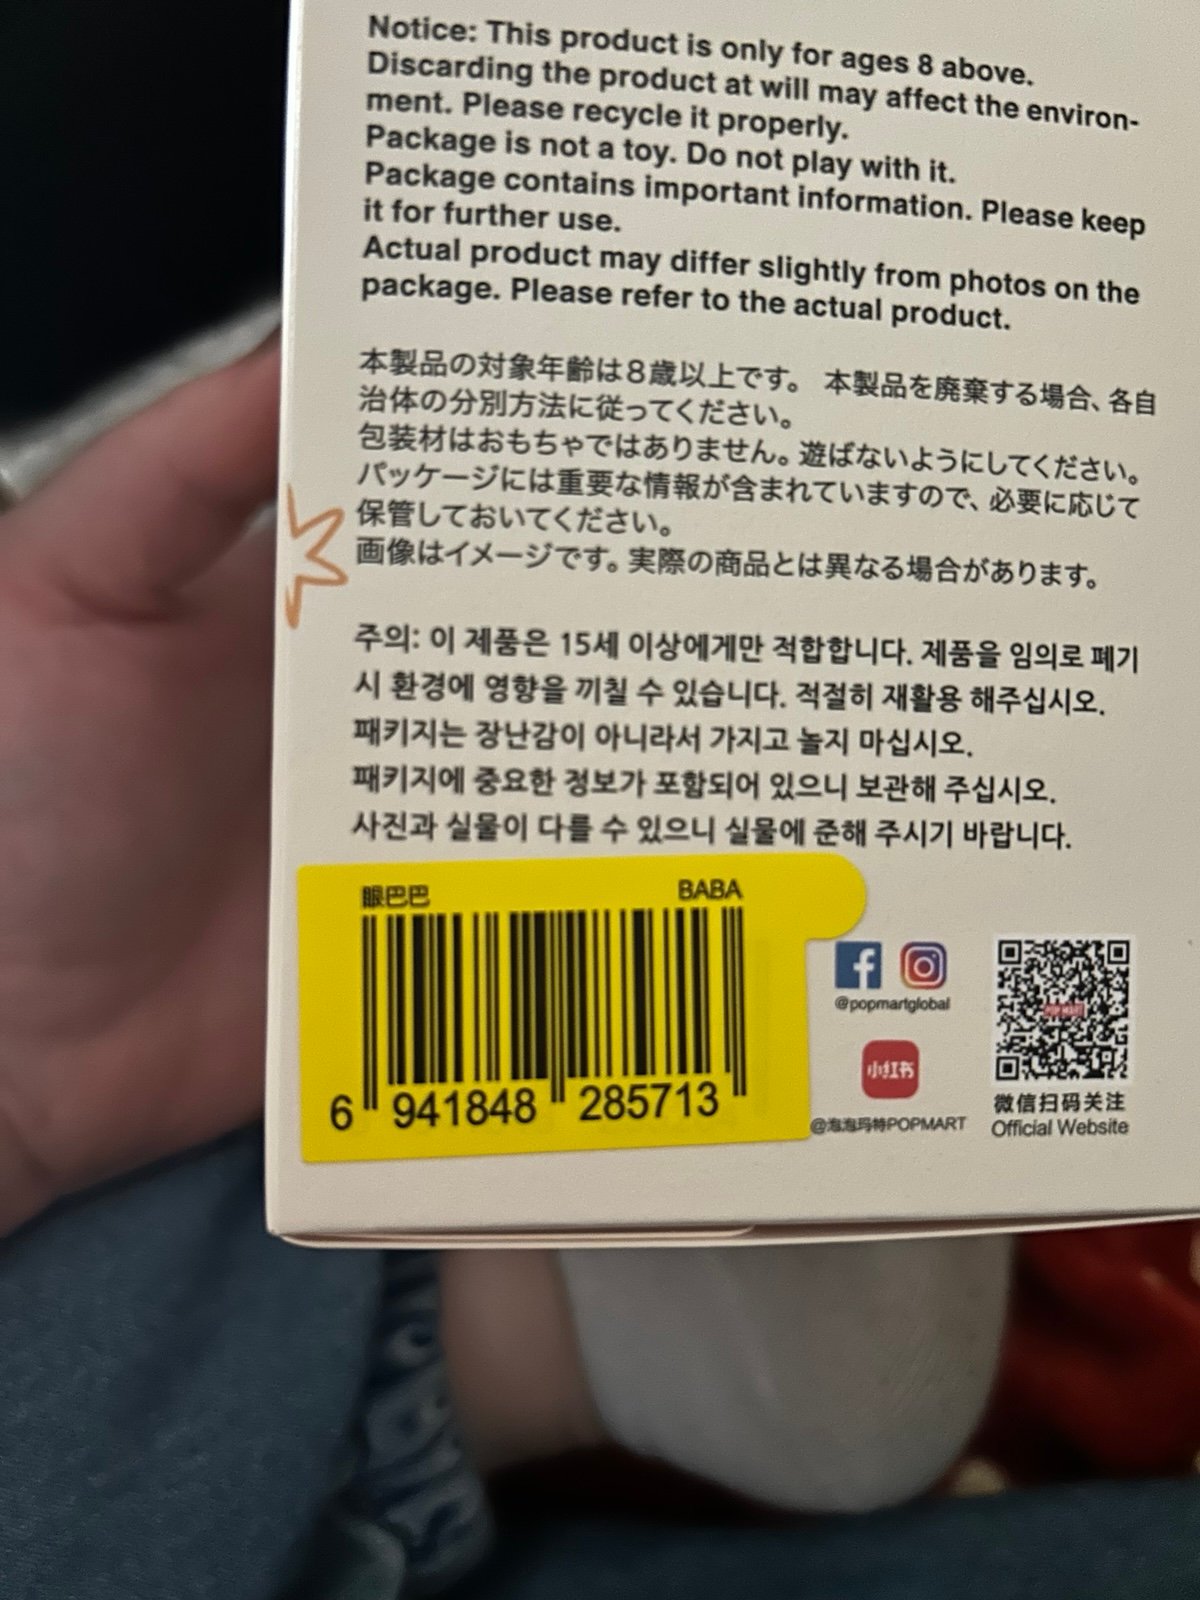 Notice: This product is only for ages 8 above.
Discarding the product at will may affect the environ-
ment. Please recycle it properly.
Package is not a toy. Do not play with it.
Package contains important information. Please keep
it for further use.
Actual product may differ slightly from photos on the
package. Please refer to the actual product.
本製品の対象年齢は8歳以上です。 本製品を廃棄する場合、各自
治体の分別方法に従ってください。
包装材はおもちゃではありません。遊ばないようにしてください。
パッケージには重要な情報が含まれていますので、必要に応じて
保管しておいてください。
画像はイメージです。実際の商品とは異なる場合があります。
주의: 이 제품은 15세 이상에게만 적합합니다. 제품을 임의로 폐기
시 환경에 영향을 끼칠 수 있습니다. 적절히 재활용 해주십시오.
패키지는 장난감이 아니라서 가지고 놀지 마십시오.
패키지에 중요한 정보가 포함되어 있으니 보관해 주십시오.
사진과 실물이 다를 수 있으니 실물에 준해 주시기 바랍니다.
眼巴巴 BABA
6 941848 285713
@popmartglobal
小红书
@泡泡玛特POPMART
POP MART
微信扫码关注
Official Website